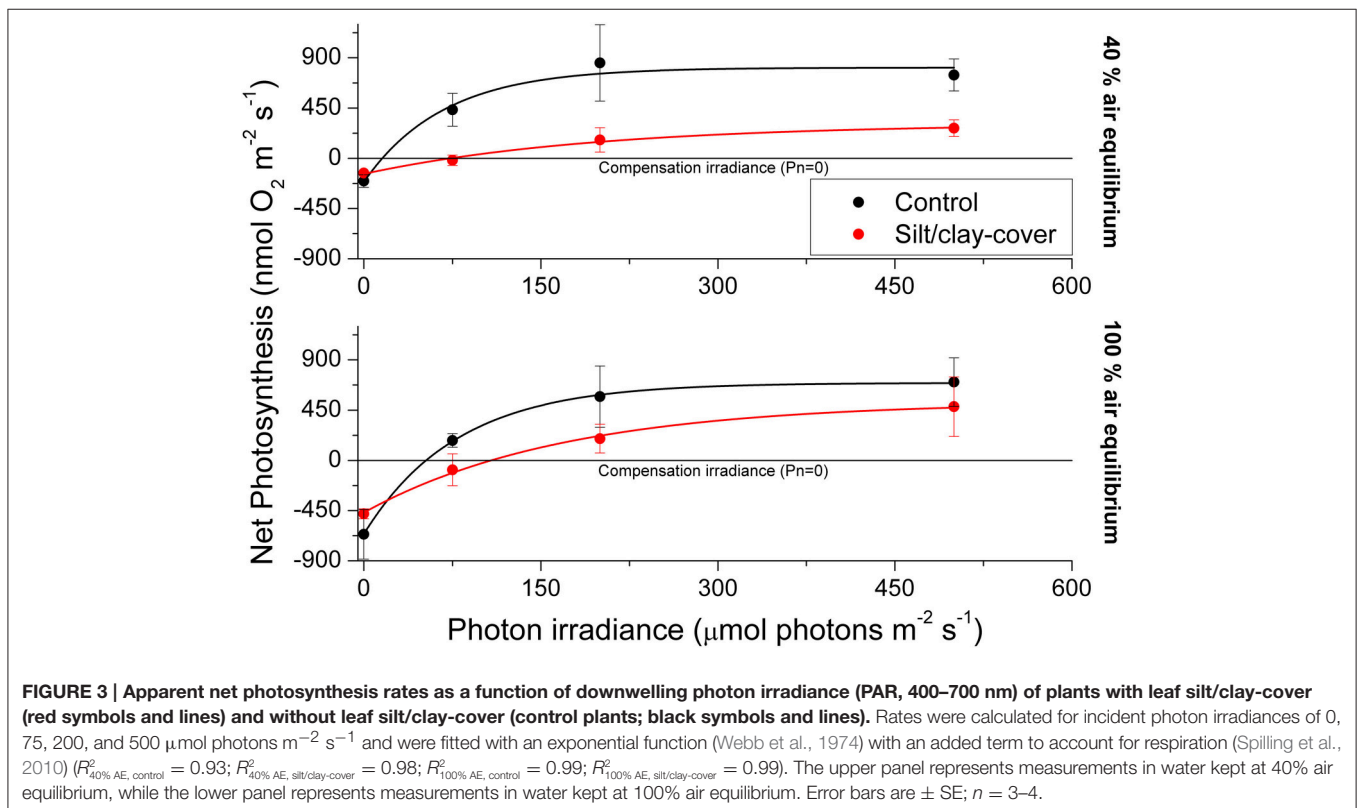 Net Photosynthesis (nmol O₂ m⁻² s⁻¹)
900
450
0
-450
-900
Compensation irradiance (Pn=0)
Control
Silt/clay-cover
0 150 300 450 600
40 % air equilibrium
900
450
0
-450
-900
Compensation irradiance (Pn=0)
0 150 300 450 600
100 % air equilibrium
Photon irradiance (μmol photons m⁻² s⁻¹)
FIGURE 3 | Apparent net photosynthesis rates as a function of downwelling photon irradiance (PAR, 400–700 nm) of plants with leaf silt/clay-cover
(red symbols and lines) and without leaf silt/clay-cover (control plants; black symbols and lines). Rates were calculated for incident photon irradiances of 0,
75, 200, and 500 μmol photons m⁻² s⁻¹ and were fitted with an exponential function (Webb et al., 1974) with an added term to account for respiration (Spilling et al.,
2010) (R²40% AE, control = 0.93; R²40% AE, silt/clay-cover = 0.98; R²100% AE, control = 0.99; R²100% AE, silt/clay-cover = 0.99). The upper panel represents measurements in water kept at 40% air
equilibrium, while the lower panel represents measurements in water kept at 100% air equilibrium. Error bars are ± SE; n = 3–4.